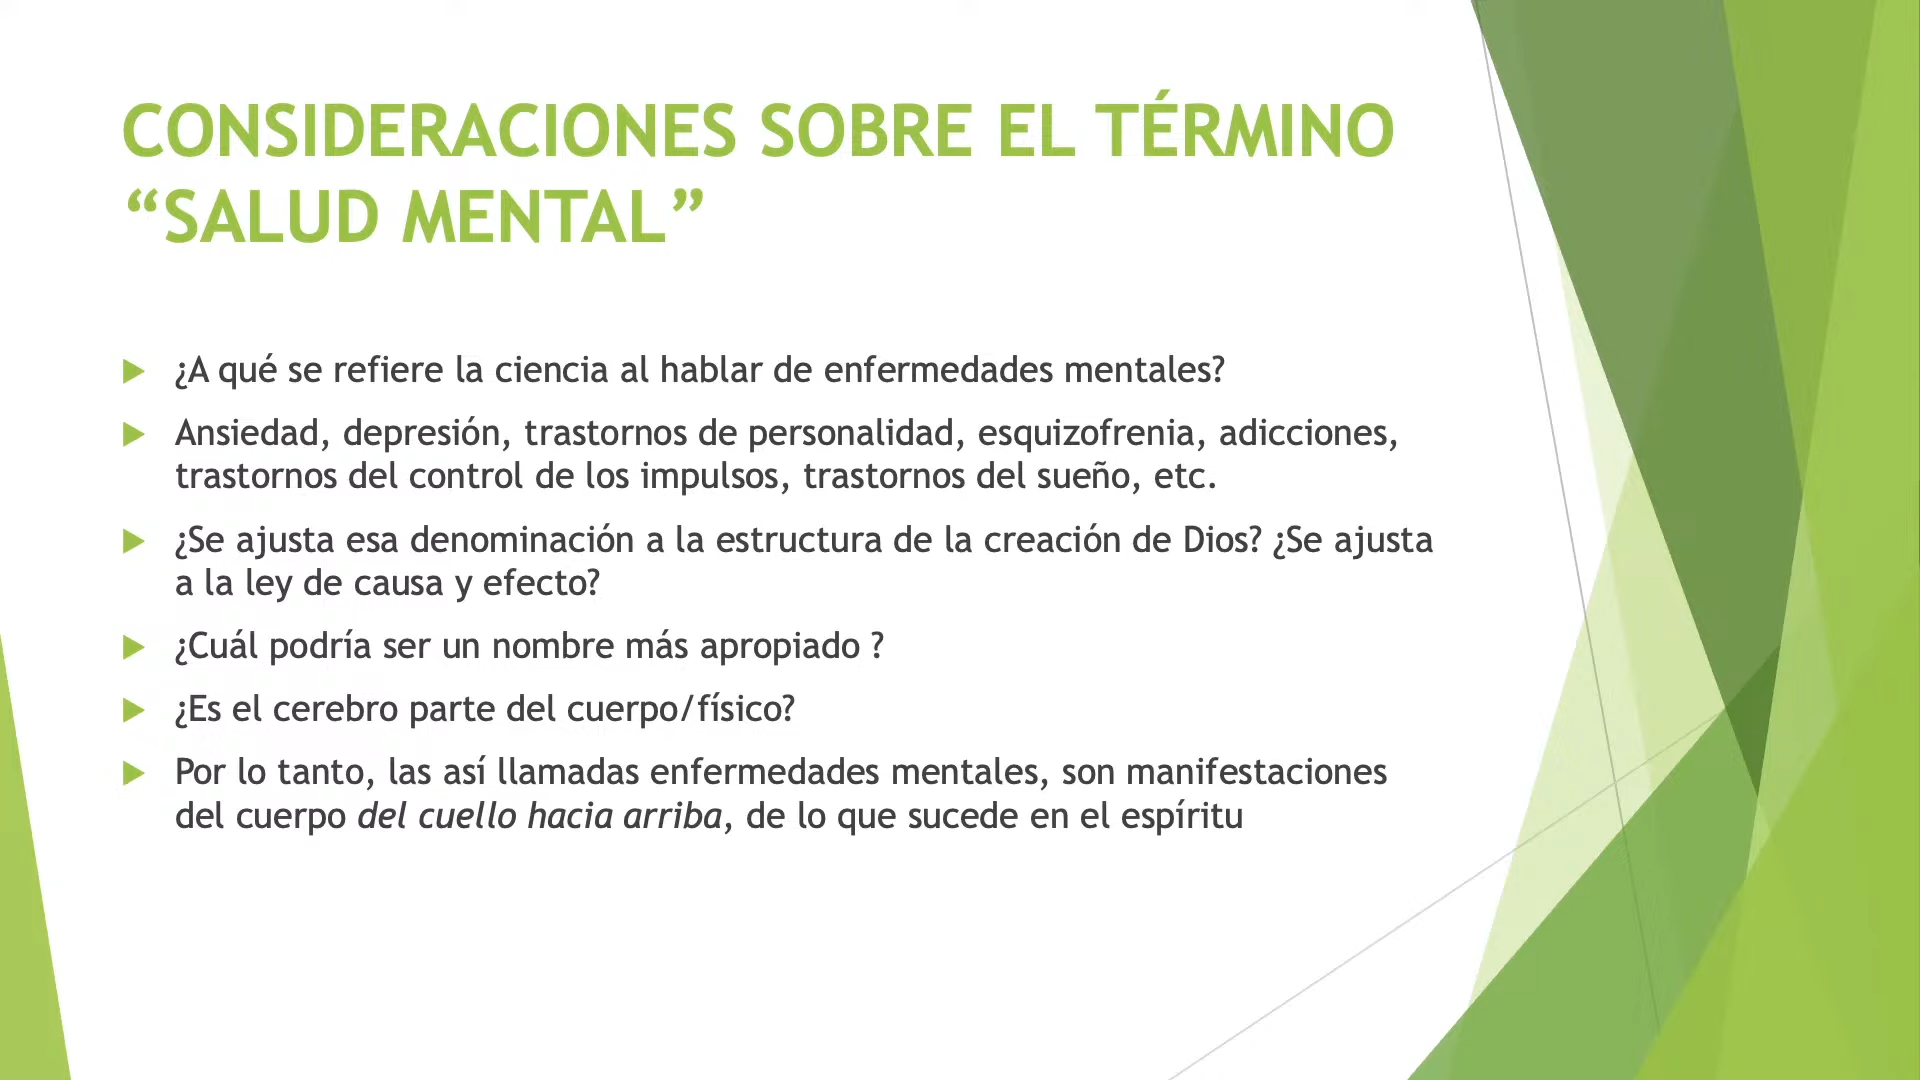 CONSIDERACIONES SOBRE EL TÉRMINO
“SALUD MENTAL”
¿A qué se refiere la ciencia al hablar de enfermedades mentales?
Ansiedad, depresión, trastornos de personalidad, esquizofrenia, adicciones,
trastornos del control de los impulsos, trastornos del sueño, etc.
¿Se ajusta esa denominación a la estructura de la creación de Dios? ¿Se ajusta
a la ley de causa y efecto?
¿Cuál podría ser un nombre más apropiado ?
¿Es el cerebro parte del cuerpo/físico?
Por lo tanto, las así llamadas enfermedades mentales, son manifestaciones
del cuerpo del cuello hacia arriba, de lo que sucede en el espíritu